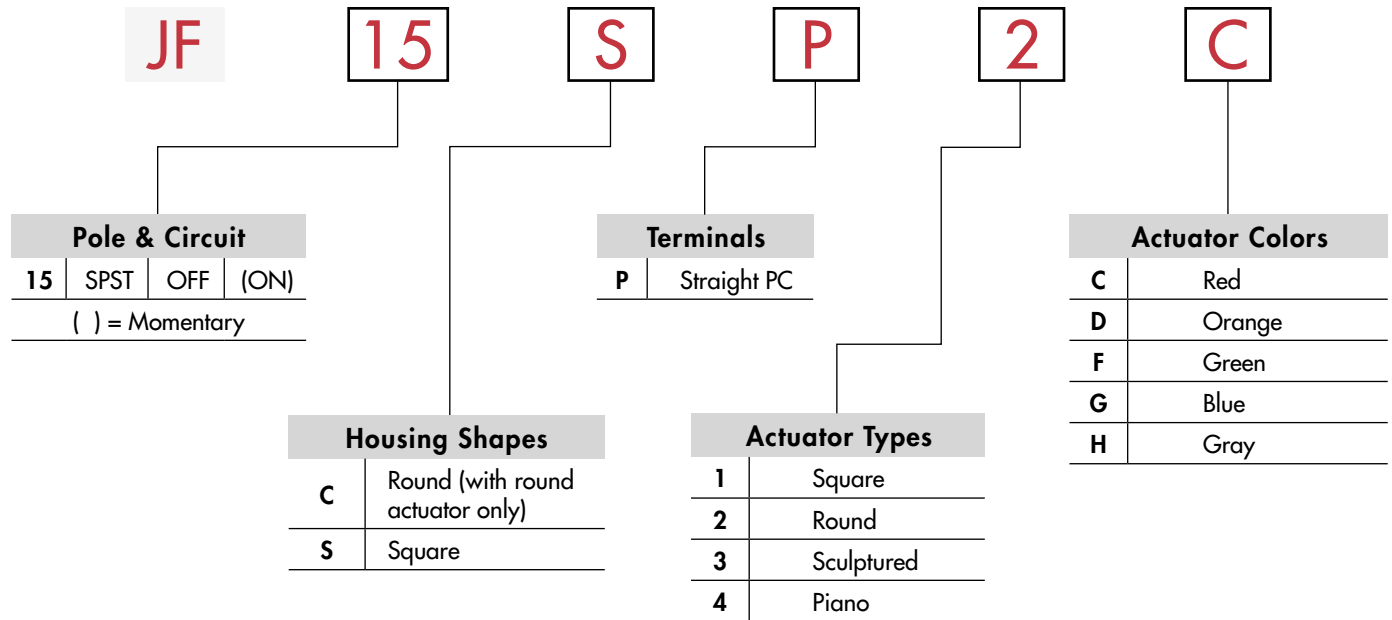 JF 15 S P 2 C
Pole & Circuit
15 SPST OFF (ON)
( ) = Momentary
Terminals
P Straight PC
Actuator Colors
C Red
D Orange
F Green
G Blue
H Gray
Housing Shapes
C Round (with round
actuator only)
S Square
Actuator Types
1 Square
2 Round
3 Sculptured
4 Piano